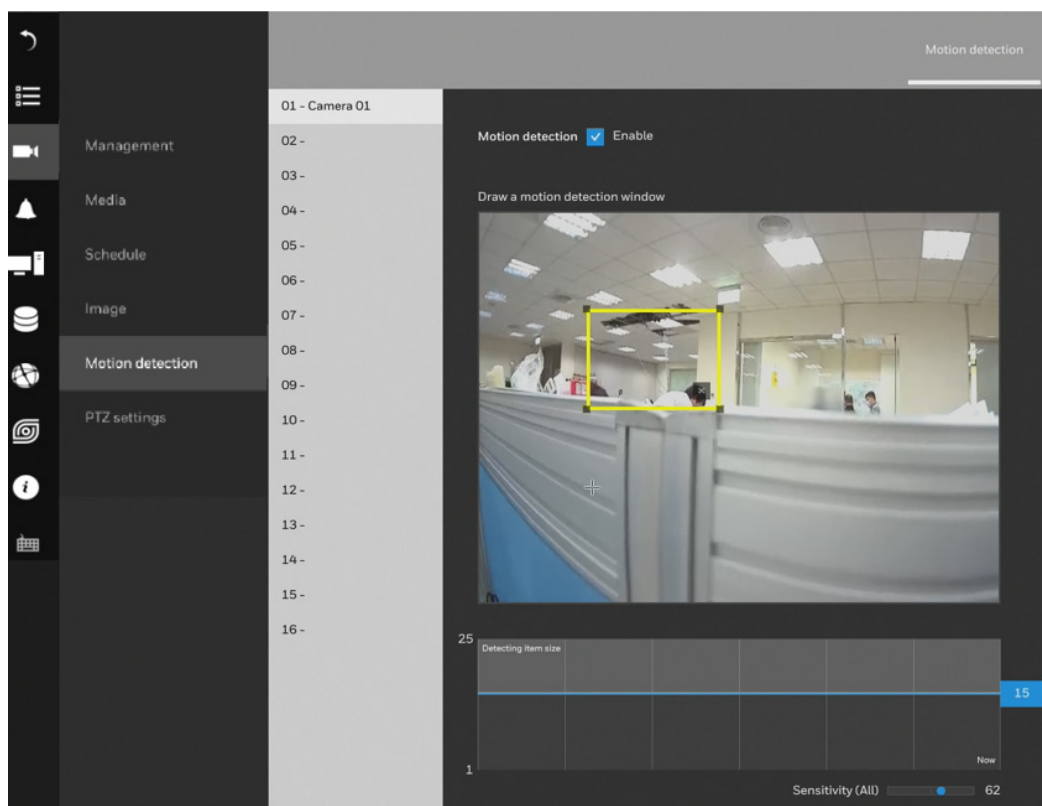 Motion detection
01 - Camera 01
02 -
03 -
04 -
05 -
06 -
07 -
08 -
09 -
10 -
11 -
12 -
13 -
14 -
15 -
16 -
Management
Media
Schedule
Image
Motion detection
PTZ settings
Motion detection Enable
Draw a motion detection window
25
Detecting item size
15
Now
1
Sensitivity (All) 62